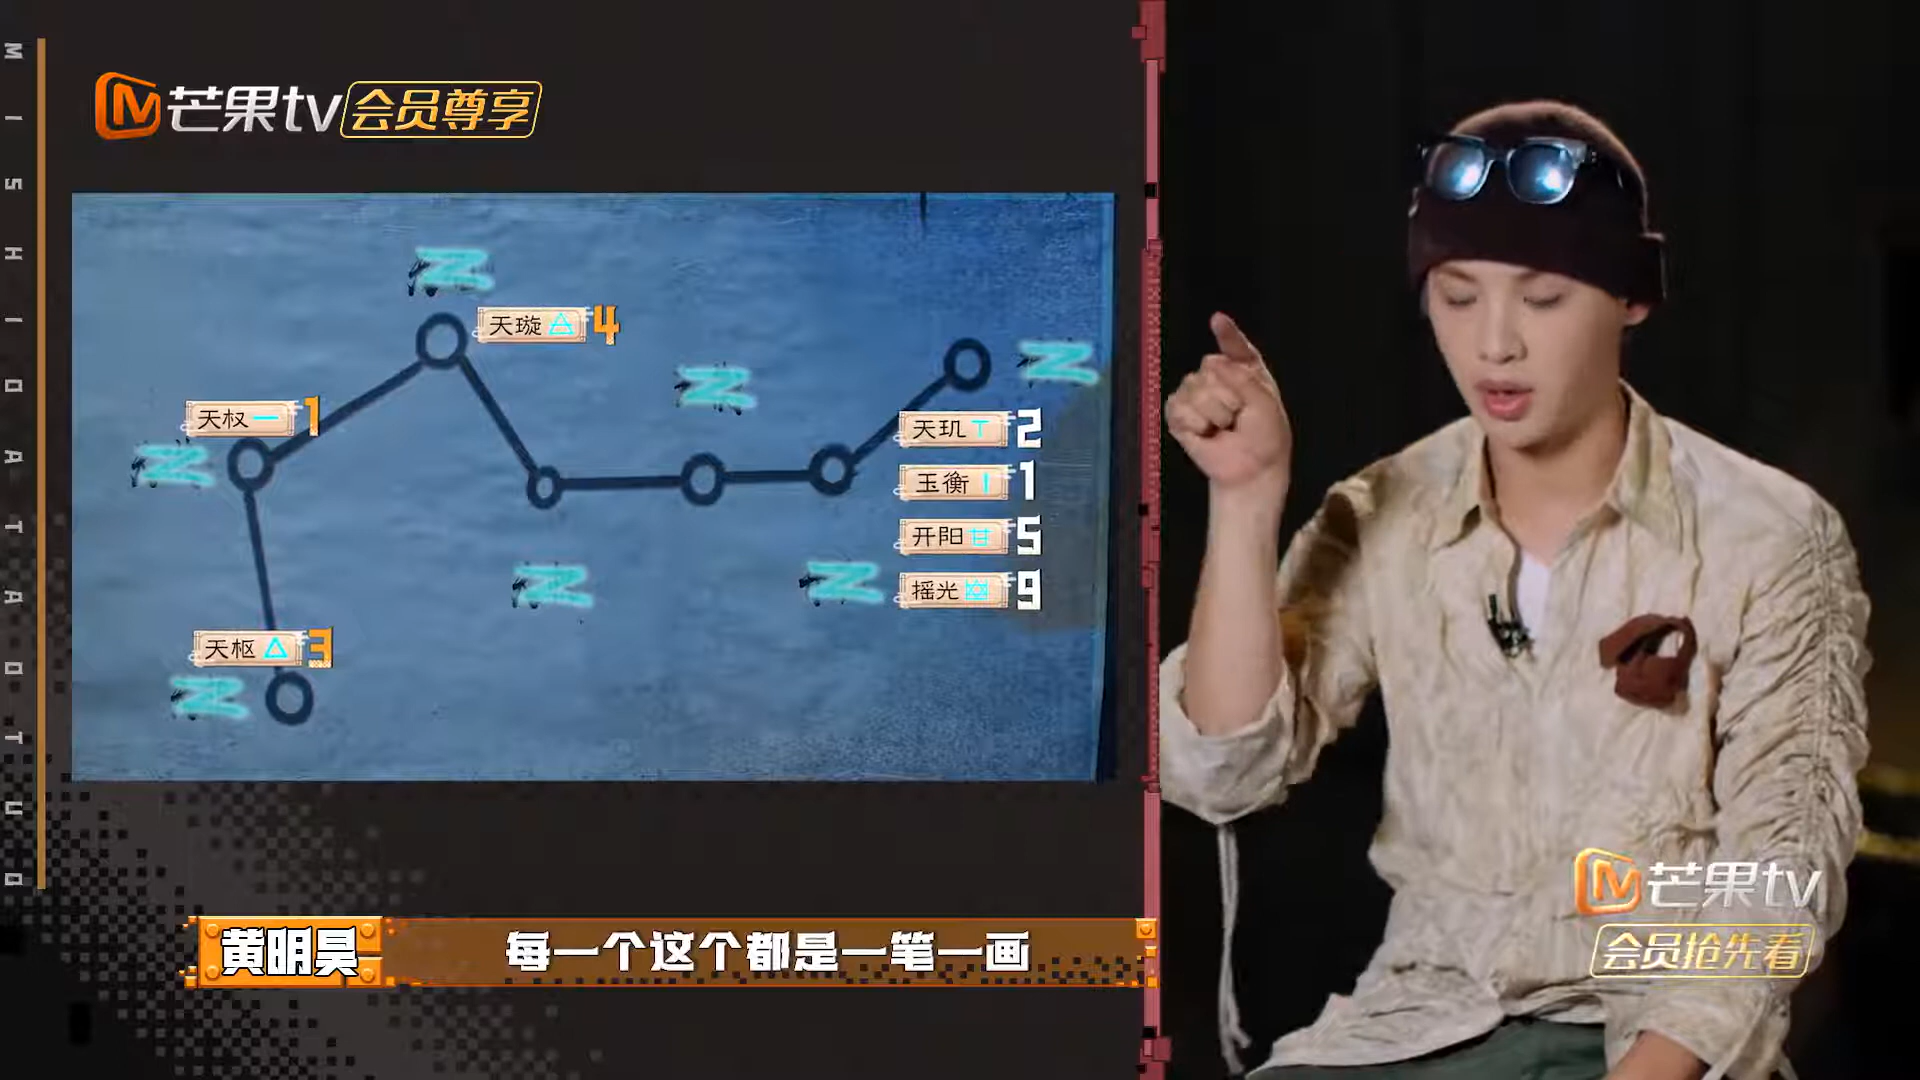 MISHIDATAOTUO
芒果tv会员尊享
天璇 4
天权 1
天玑 2
玉衡 1
开阳 5
摇光 9
天枢 3
芒果tv
会员抢先看
黄明昊 每一个这个都是一笔一画